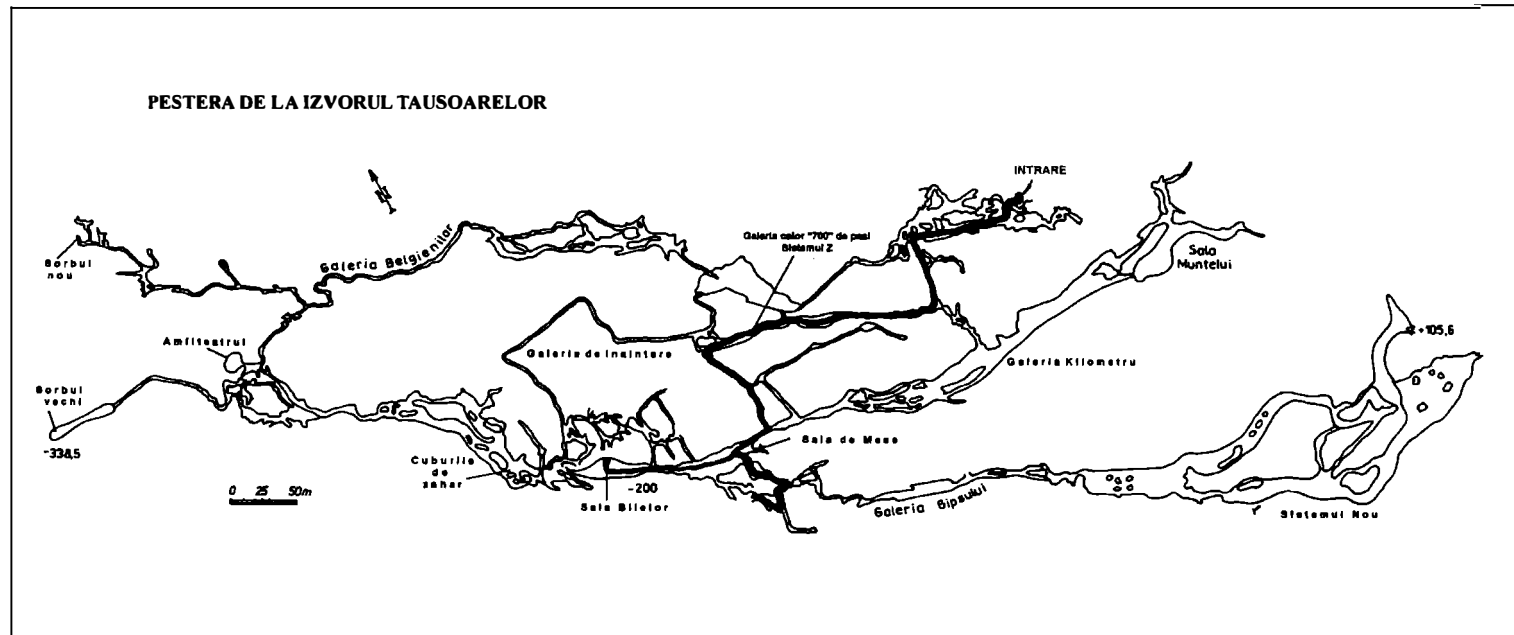 PESTERA DE LA IZVORUL TAUSOARELOR
INTRARE
N
Sorbul
nou
Galeria Belgienilor
Galeria celor "700" de pasi
Sistemul Z
Sala
Muntelui
+105,6
Amfiteatrul
Galeria de Inaintare
Galeria Kilometru
Sorbul
vechi
-338,5
Sala de Mese
Cuburile
de
zahar
0 25 50m
-200
Sala Bilelor
Galeria Gipsului
Sistemul Nou